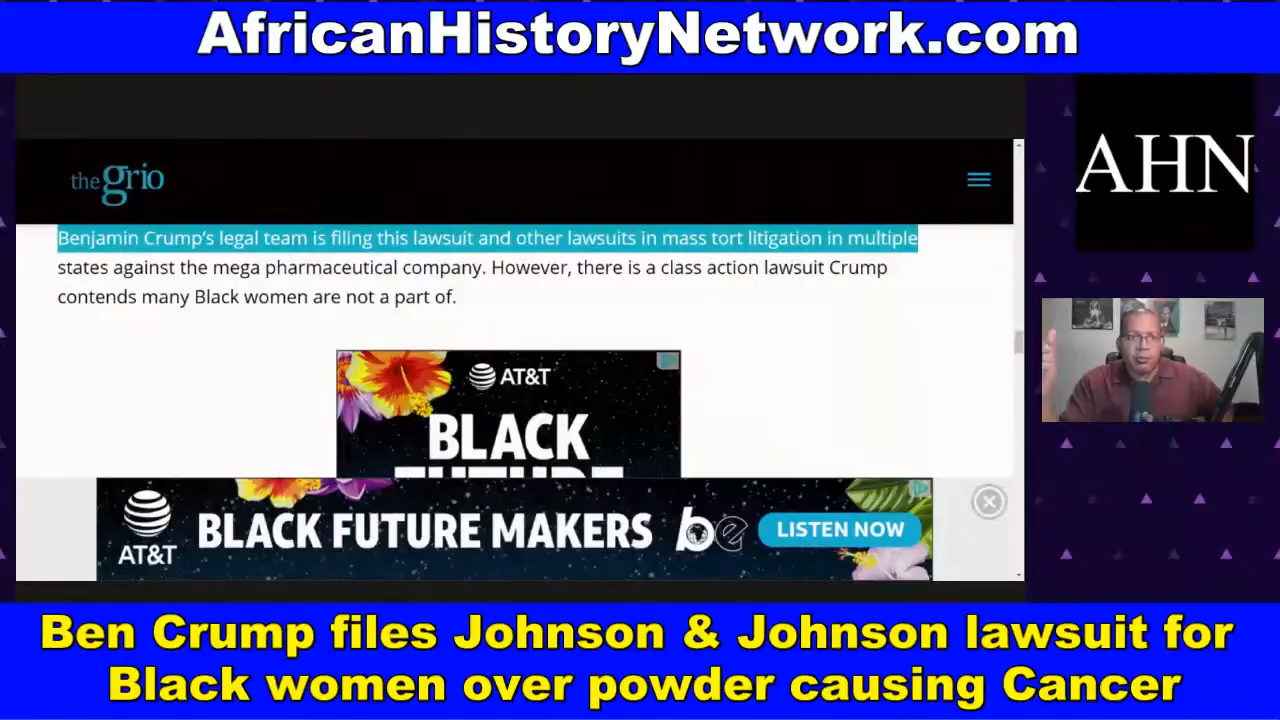 AfricanHistoryNetwork.com
thegrio
AHN
Benjamin Crump's legal team is filing this lawsuit and other lawsuits in mass tort litigation in multiple
states against the mega pharmaceutical company. However, there is a class action lawsuit Crump
contends many Black women are not a part of.
AT&T
BLACK
FUTURE
AT&T
BLACK FUTURE MAKERS
be
LISTEN NOW
Ben Crump files Johnson & Johnson lawsuit for
Black women over powder causing Cancer